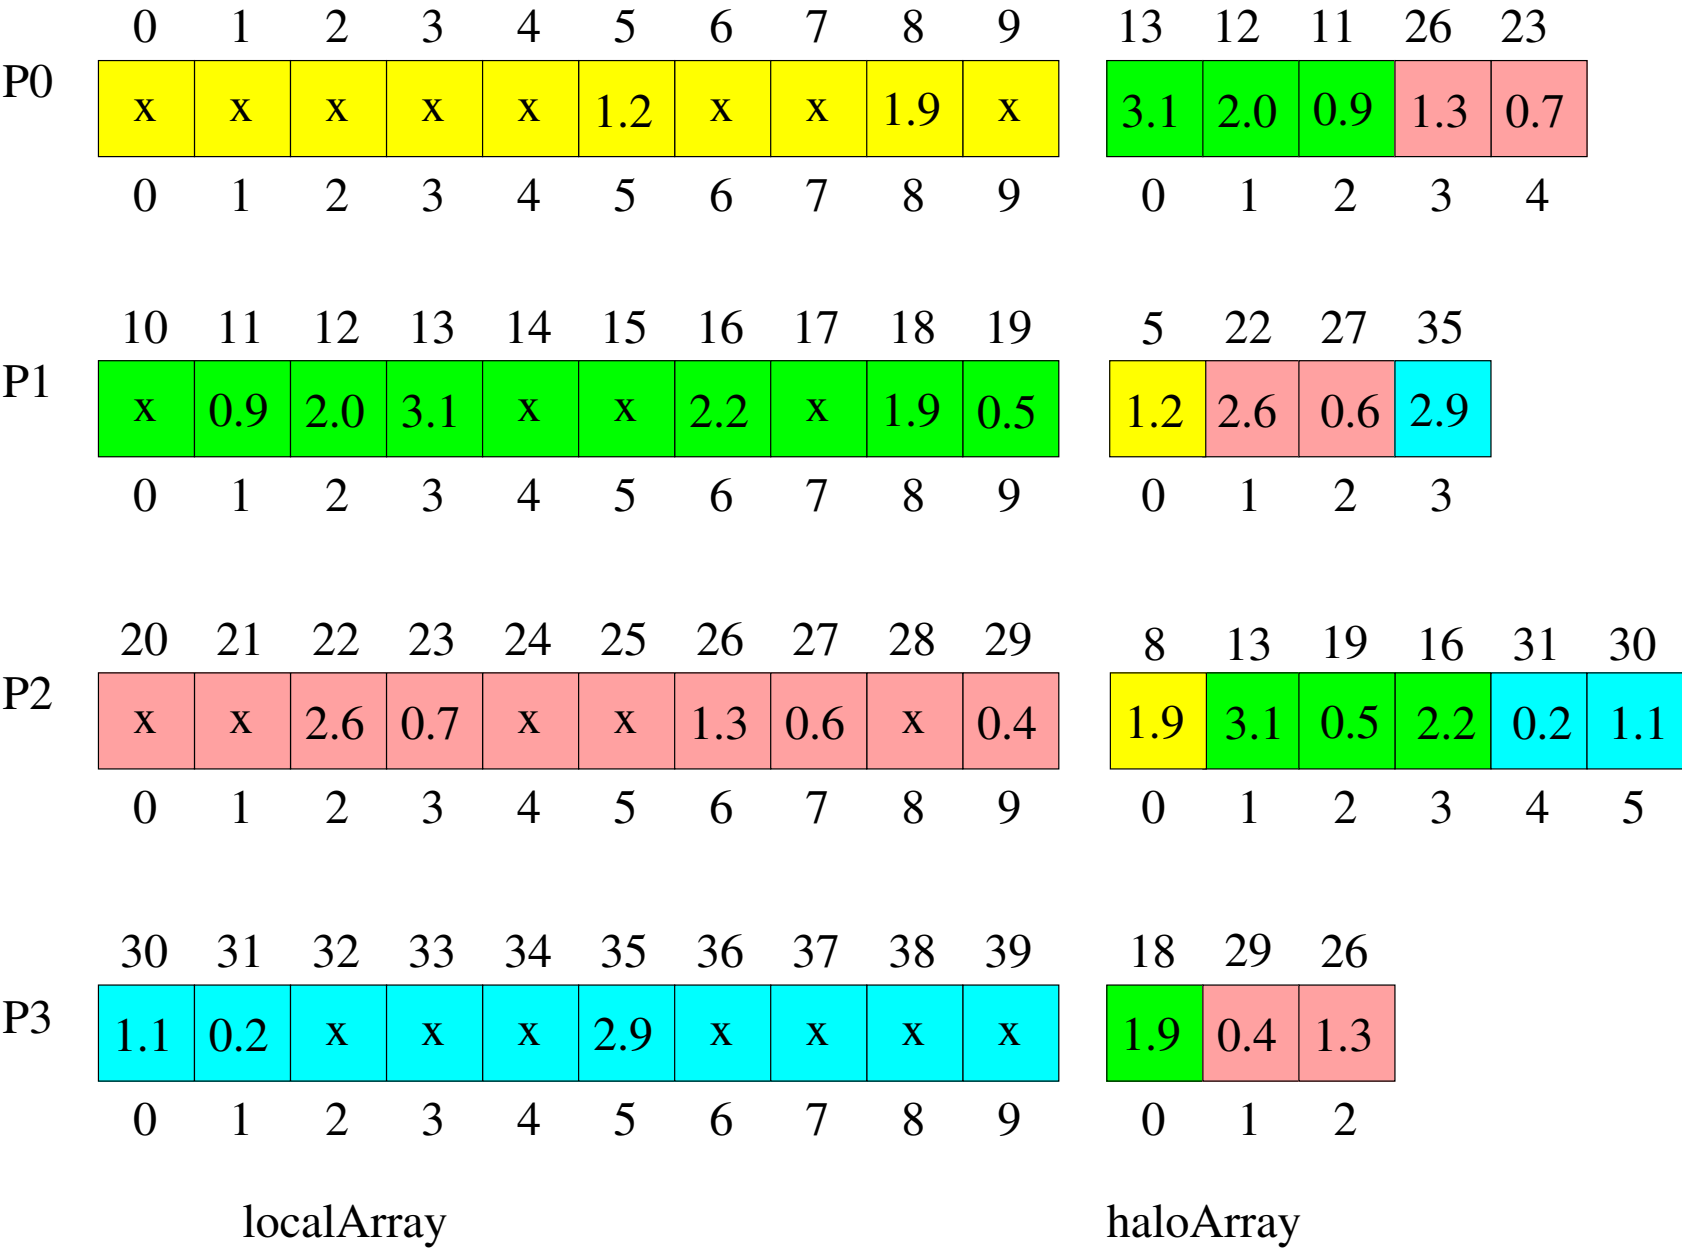 0 1 2 3 4 5 6 7 8 9 13 12 11 26 23
P0 x x x x x 1.2 x x 1.9 x 3.1 2.0 0.9 1.3 0.7
0 1 2 3 4 5 6 7 8 9 0 1 2 3 4
10 11 12 13 14 15 16 17 18 19 5 22 27 35
P1 x 0.9 2.0 3.1 x x 2.2 x 1.9 0.5 1.2 2.6 0.6 2.9
0 1 2 3 4 5 6 7 8 9 0 1 2 3
20 21 22 23 24 25 26 27 28 29 8 13 19 16 31 30
P2 x x 2.6 0.7 x x 1.3 0.6 x 0.4 1.9 3.1 0.5 2.2 0.2 1.1
0 1 2 3 4 5 6 7 8 9 0 1 2 3 4 5
30 31 32 33 34 35 36 37 38 39 18 29 26
P3 1.1 0.2 x x x 2.9 x x x x 1.9 0.4 1.3
0 1 2 3 4 5 6 7 8 9 0 1 2
localArray haloArray